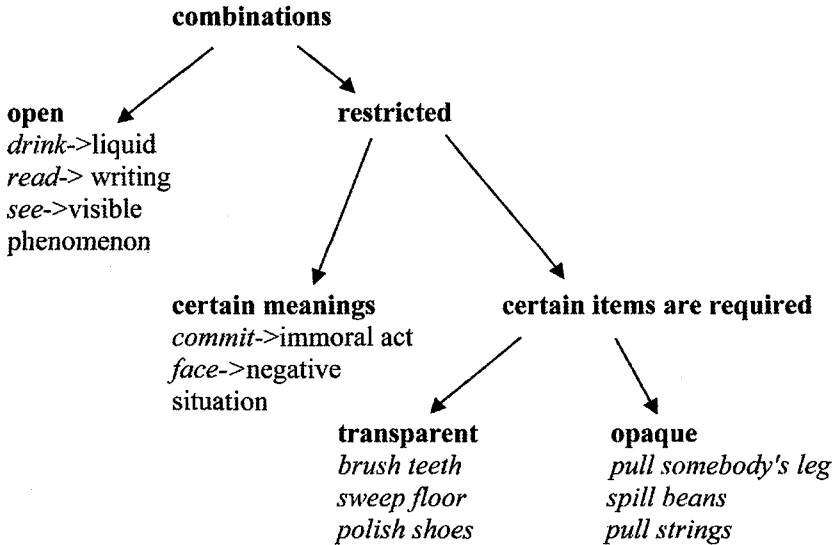 combinations
open
drink->liquid
read-> writing
see->visible
phenomenon
restricted
certain meanings
commit->immoral act
face->negative
situation
certain items are required
transparent
brush teeth
sweep floor
polish shoes
opaque
pull somebody's leg
spill beans
pull strings